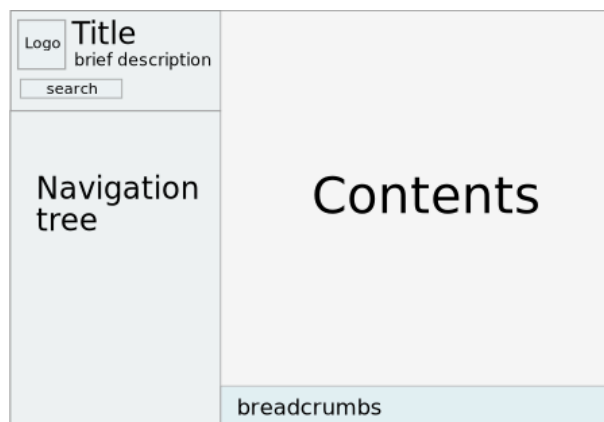 Logo
Title
brief description
search
Navigation
tree
Contents
breadcrumbs